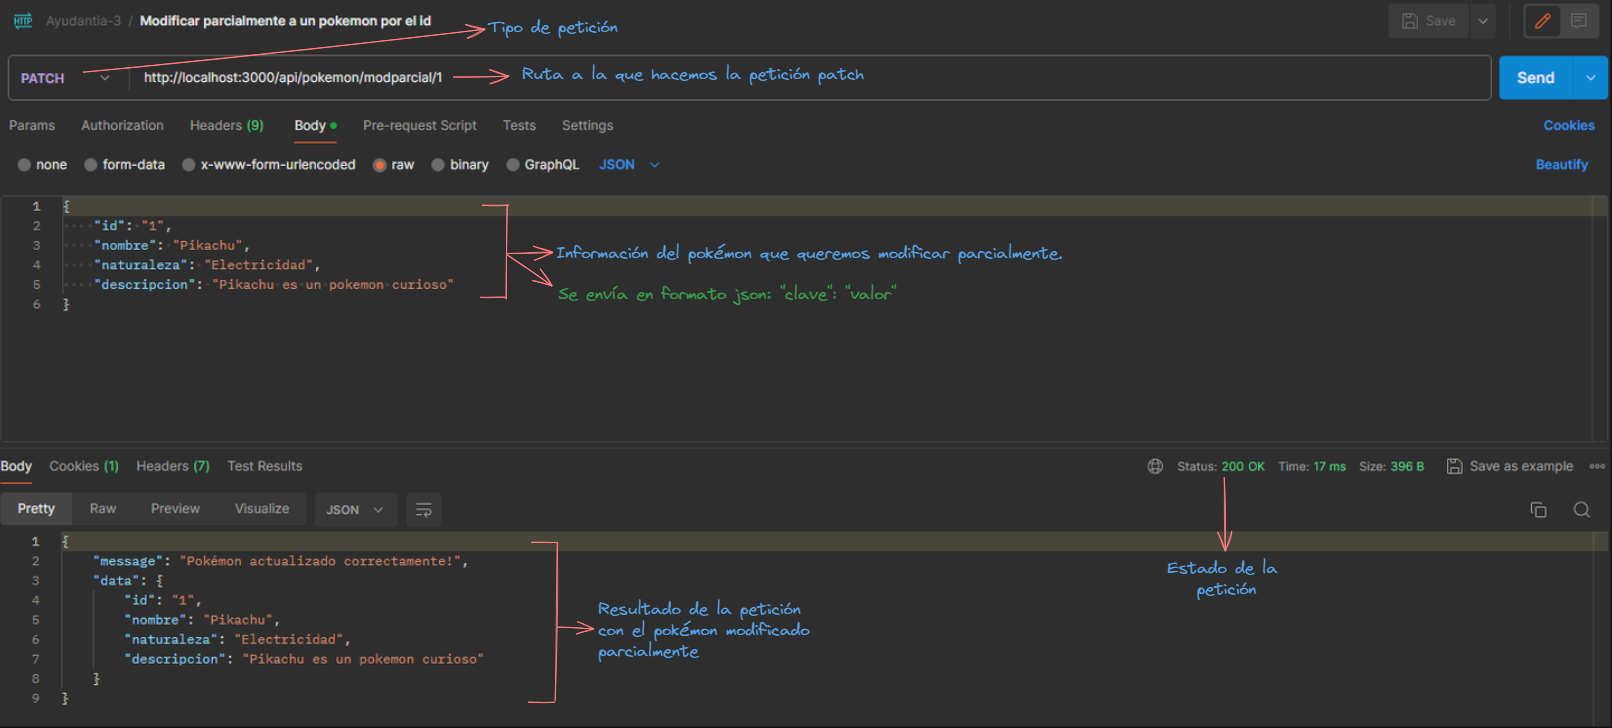 HTTP Ayudantia-3 / Modificar parcialmente a un pokemon por el id
Save
Tipo de petición
PATCH http://localhost:3000/api/pokemon/modparcial/1
Ruta a la que hacemos la petición patch
Send
Params Authorization Headers (9) Body Pre-request Script Tests Settings
Cookies
none form-data x-www-form-urlencoded raw binary GraphQL JSON
Beautify
1 {
2 "id": "1",
3 "nombre": "Pikachu",
4 "naturaleza": "Electricidad",
5 "descripcion": "Pikachu es un pokemon curioso"
6 }
Información del pokémon que queremos modificar parcialmente.
Se envía en formato json: "clave": "valor"
Body Cookies (1) Headers (7) Test Results
Status: 200 OK Time: 17 ms Size: 396 B Save as example
Pretty Raw Preview Visualize JSON
1 {
2 "message": "Pokémon actualizado correctamente!",
3 "data": {
4 "id": "1",
5 "nombre": "Pikachu",
6 "naturaleza": "Electricidad",
7 "descripcion": "Pikachu es un pokemon curioso"
8 }
9 }
Estado de la
petición
Resultado de la petición
con el pokémon modificado
parcialmente